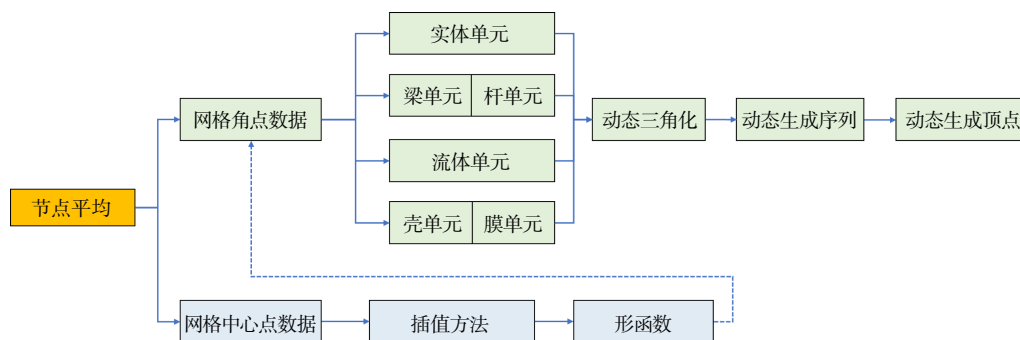 节点平均
网格角点数据
实体单元
梁单元 杆单元
流体单元
壳单元 膜单元
动态三角化
动态生成序列
动态生成顶点
网格中心点数据
插值方法
形函数